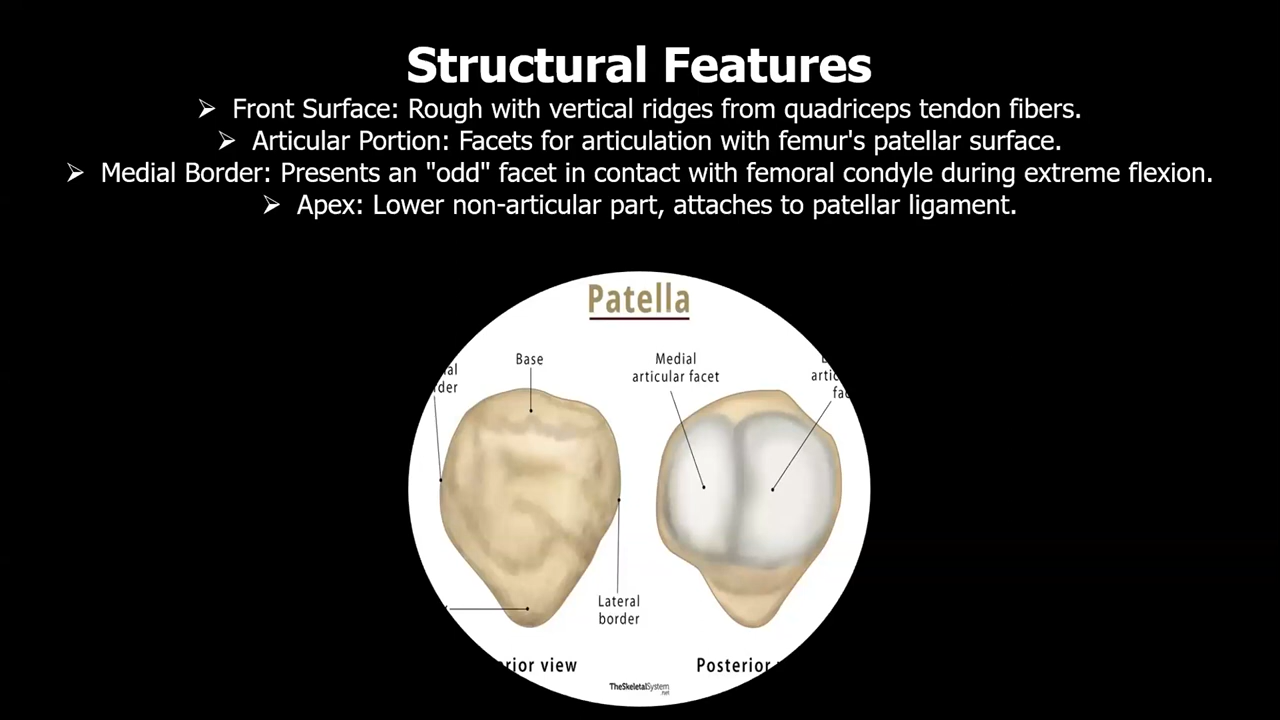 Structural Features
➢ Front Surface: Rough with vertical ridges from quadriceps tendon fibers.
➢ Articular Portion: Facets for articulation with femur's patellar surface.
➢ Medial Border: Presents an "odd" facet in contact with femoral condyle during extreme flexion.
➢ Apex: Lower non-articular part, attaches to patellar ligament.
Patella
Base
Medial
articular facet
Lateral
border
view
Posterior
TheSkeletalSystem
.net